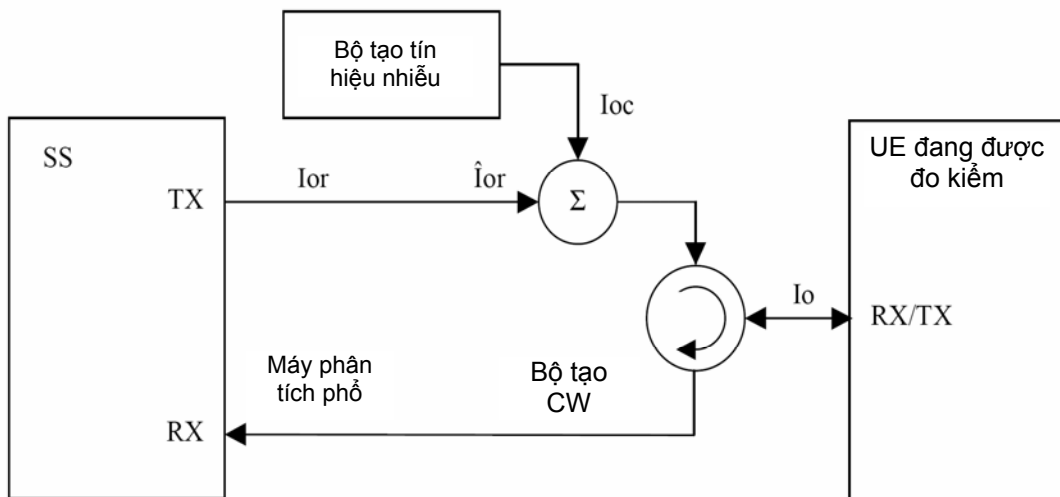 Bộ tạo tín
hiệu nhiễu
Ioc
SS
UE đang được
đo kiểm
TX
Ior
Îor
Σ
Io
RX/TX
Máy phân
tích phổ
Bộ tạo
CW
RX